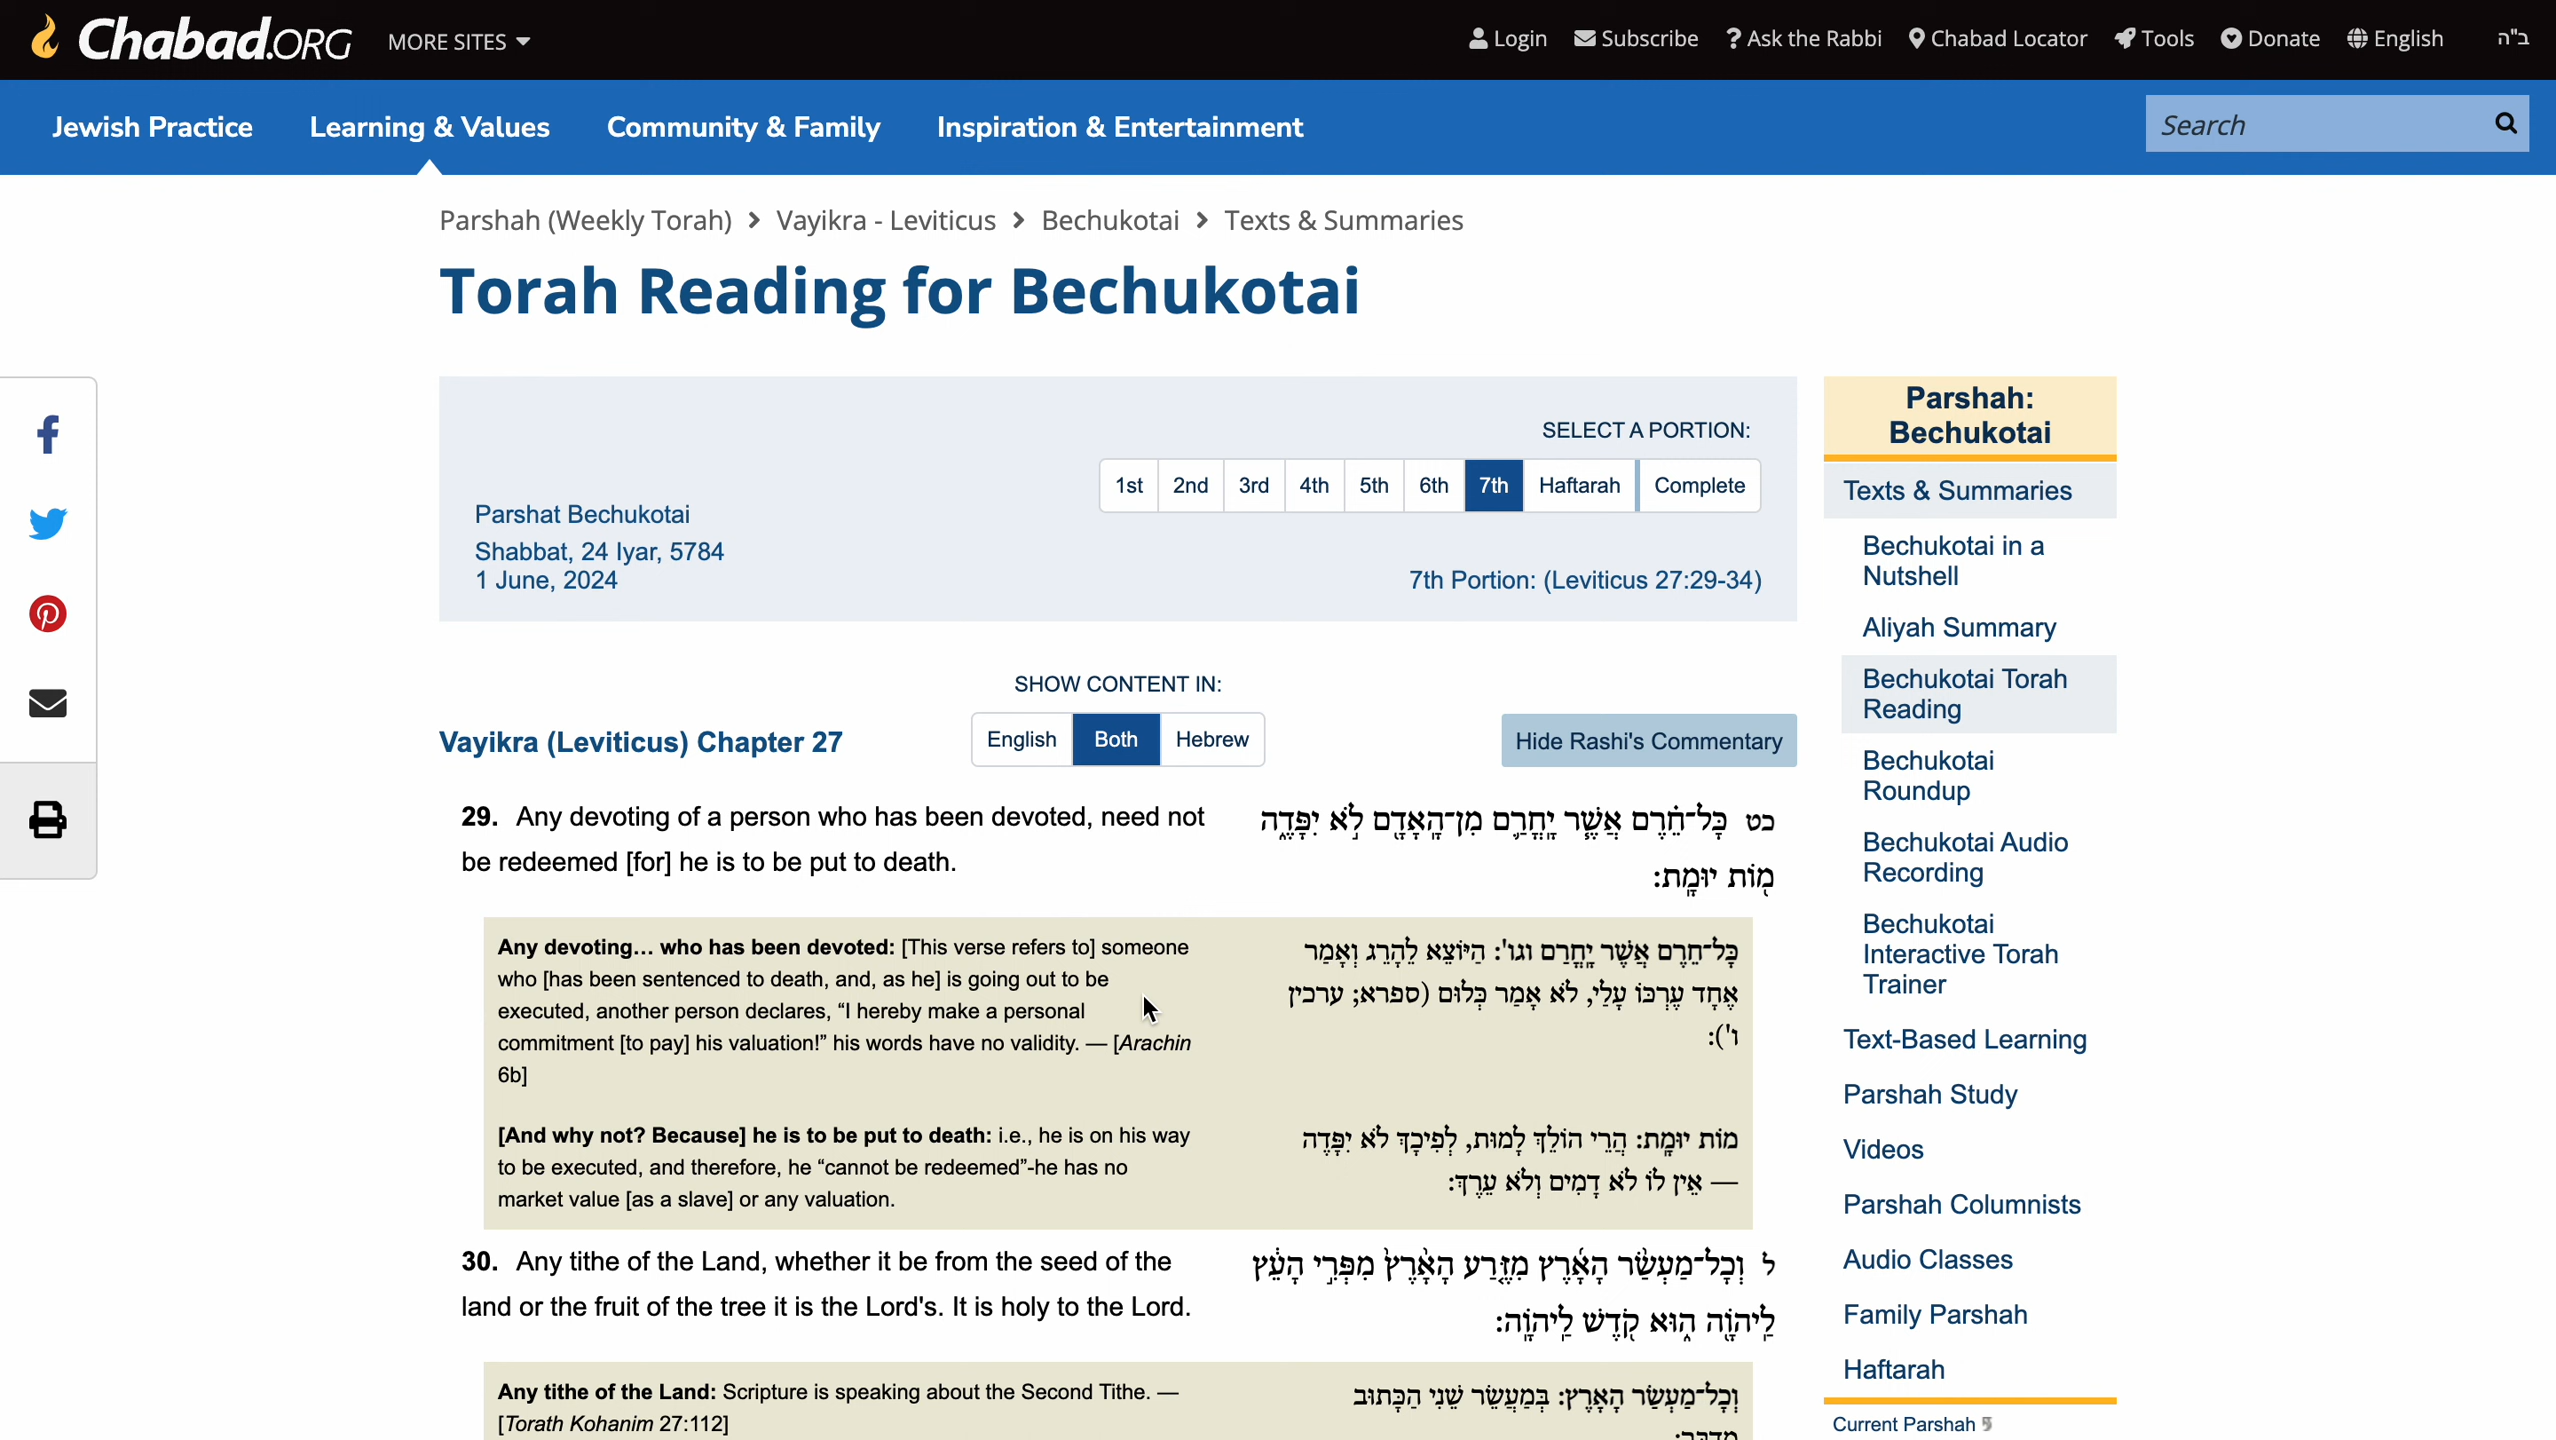 Chabad.ORG
MORE SITES
Login
Subscribe
Ask the Rabbi
Chabad Locator
Tools
Donate
English
ב"ה
Jewish Practice
Learning & Values
Community & Family
Inspiration & Entertainment
Search
Parshah (Weekly Torah) > Vayikra - Leviticus > Bechukotai > Texts & Summaries
Torah Reading for Bechukotai
SELECT A PORTION:
1st 2nd 3rd 4th 5th 6th 7th Haftarah Complete
Parshat Bechukotai
Shabbat, 24 Iyar, 5784
1 June, 2024
7th Portion: (Leviticus 27:29-34)
SHOW CONTENT IN:
Vayikra (Leviticus) Chapter 27
English Both Hebrew
Hide Rashi's Commentary
29. Any devoting of a person who has been devoted, need not
be redeemed [for] he is to be put to death.
כט כׇּל־חֵ֗רֶם אֲשֶׁ֧ר יׇחֳרַ֛ם מִן־הָֽאָדָ֖ם לֹ֣א יִפָּדֶ֑ה
מ֖וֹת יוּמָֽת:
Any devoting… who has been devoted: [This verse refers to] someone
who [has been sentenced to death, and, as he] is going out to be
executed, another person declares, “I hereby make a personal
commitment [to pay] his valuation!” his words have no validity. — [Arachin
6b]
כׇּל־חֵרֶם אֲשֶׁר יׇחֳרַם וגו': הַיּוֹצֵא לֵהָרֵג וְאָמַר
אֶחָד עֶרְכּוֹ עָלַי, לֹא אָמַר כְּלוּם (ספרא; ערכין
ו'):
[And why not? Because] he is to be put to death: i.e., he is on his way
to be executed, and therefore, he “cannot be redeemed”-he has no
market value [as a slave] or any valuation.
מוֹת יוּמָֽת: הֲרֵי הוֹלֵךְ לָמוּת, לְפִיכָךְ לֹא יִפָּדֶה
— אֵין לוֹ לֹא דָמִים וְלֹא עֵרֶךְ:
30. Any tithe of the Land, whether it be from the seed of the
land or the fruit of the tree it is the Lord's. It is holy to the Lord.
ל וְכׇל־מַעְשַׂ֨ר הָאָ֜רֶץ מִזֶּ֤רַע הָאָ֨רֶץ֙ מִפְּרִ֣י הָעֵ֔ץ
לַֽיהֹוָ֖ה ה֑וּא קֹ֖דֶשׁ לַֽיהֹוָֽה:
Any tithe of the Land: Scripture is speaking about the Second Tithe. —
[Torath Kohanim 27:112]
וְכׇל־מַעְשַׂר הָאָרֶץ: בְּמַעֲשֵׂר שֵׁנִי הַכָּתוּב
Parshah:
Bechukotai
Texts & Summaries
Bechukotai in a
Nutshell
Aliyah Summary
Bechukotai Torah
Reading
Bechukotai
Roundup
Bechukotai Audio
Recording
Bechukotai
Interactive Torah
Trainer
Text-Based Learning
Parshah Study
Videos
Parshah Columnists
Audio Classes
Family Parshah
Haftarah
Current Parshah